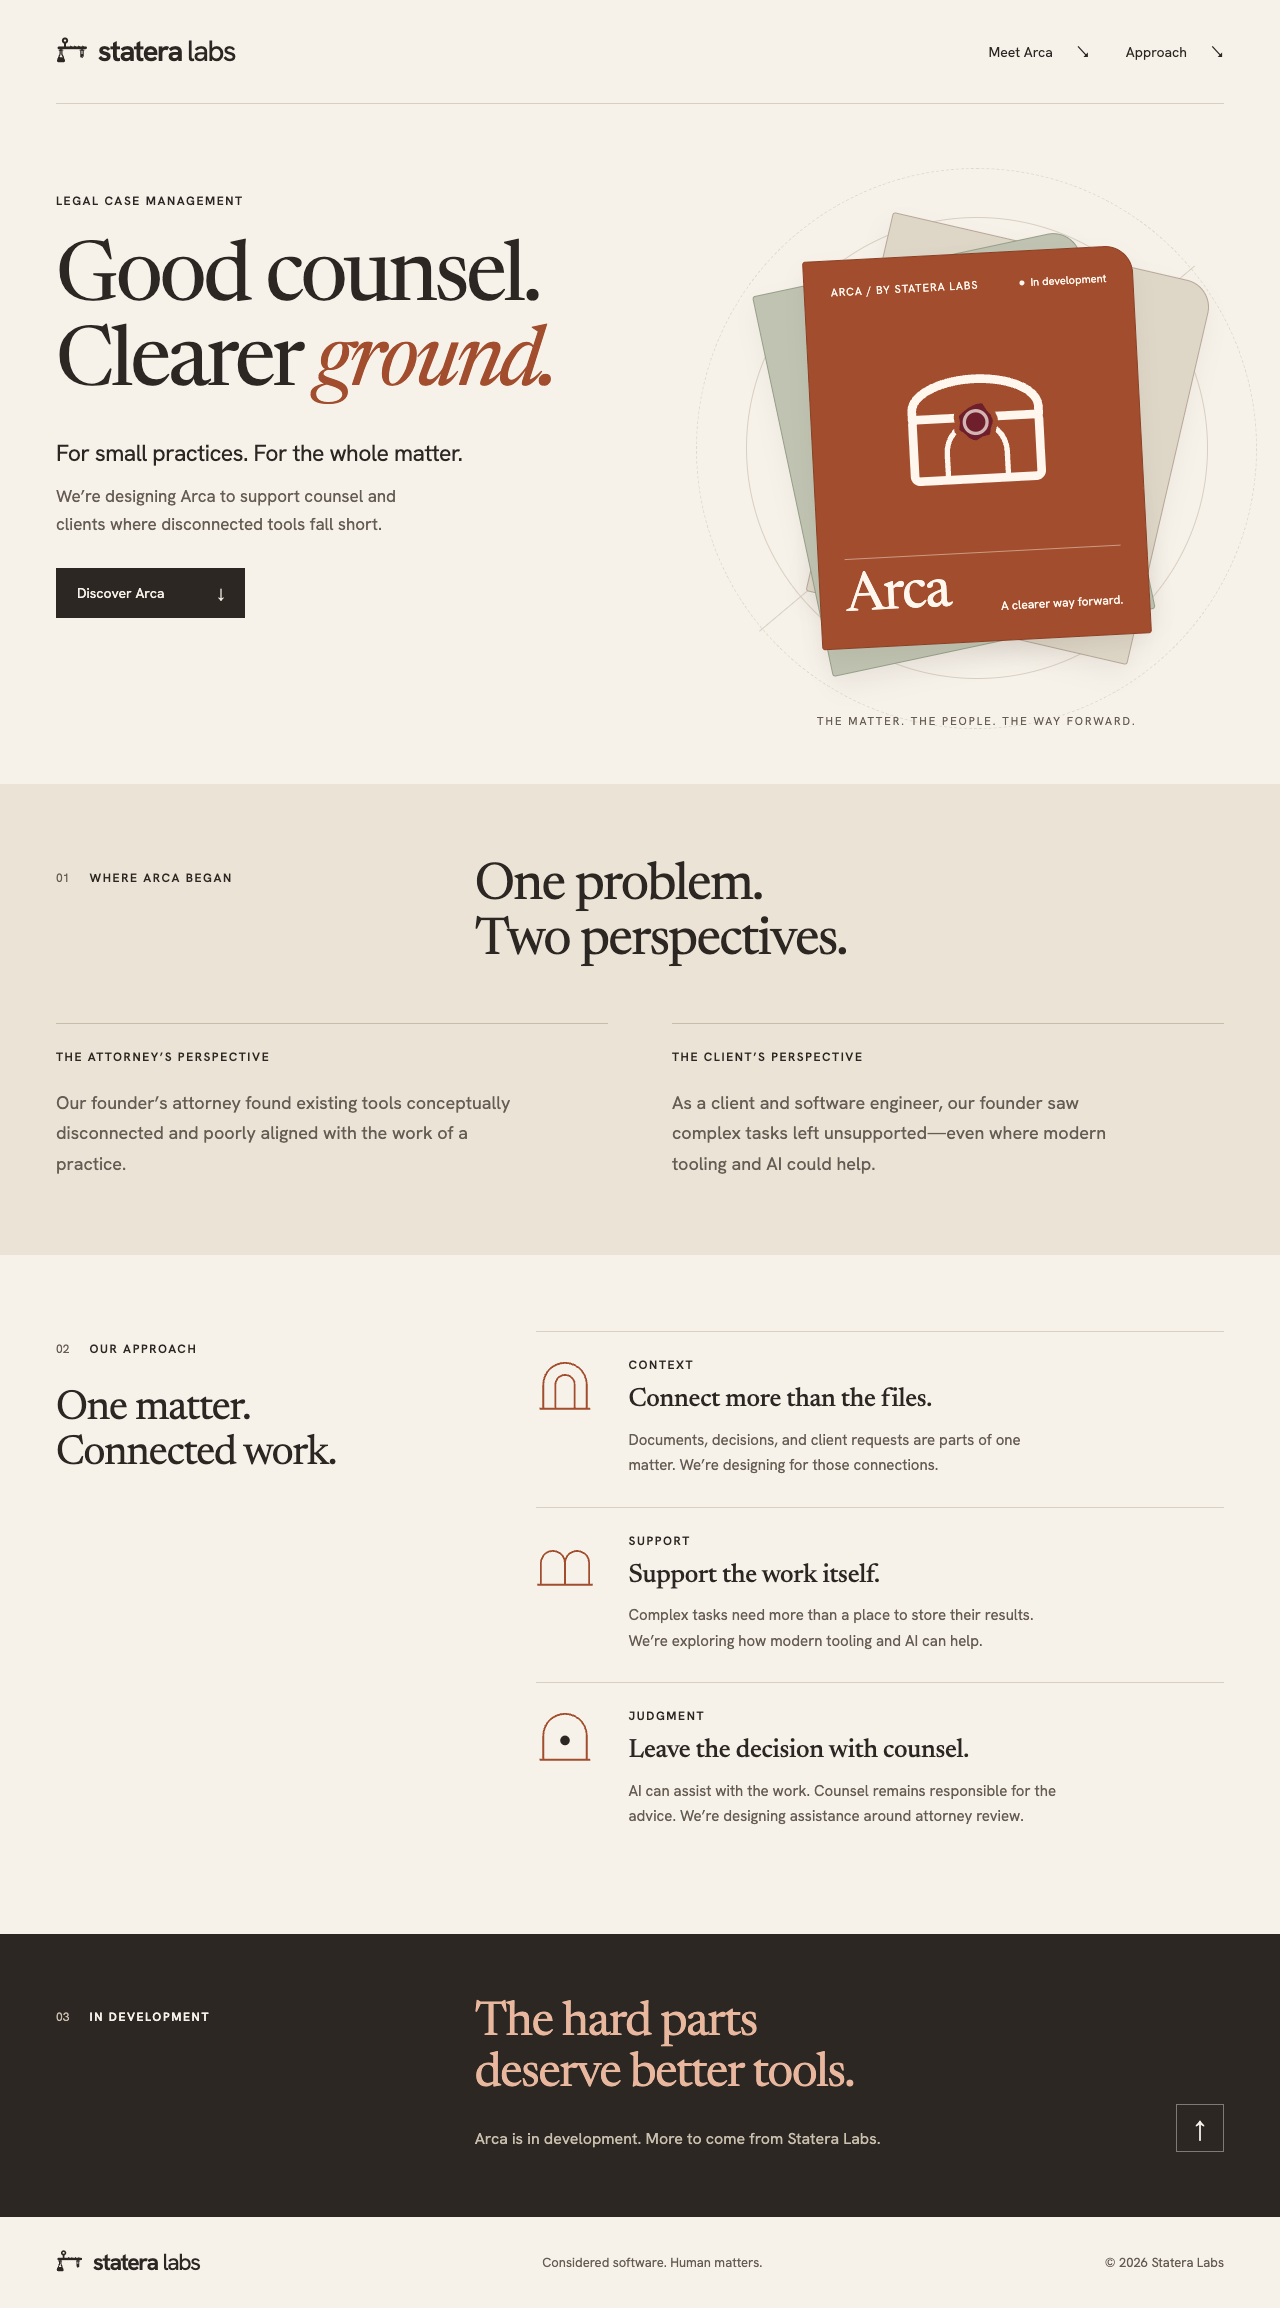 statera labs
Meet Arca ↘ Approach ↘
LEGAL CASE MANAGEMENT
Good counsel.
Clearer ground.
For small practices. For the whole matter.
We’re designing Arca to support counsel and
clients where disconnected tools fall short.
Discover Arca ↓
ARCA / BY STATERA LABS
In development
Arca
A clearer way forward.
THE MATTER. THE PEOPLE. THE WAY FORWARD.
01 WHERE ARCA BEGAN
One problem.
Two perspectives.
THE ATTORNEY’S PERSPECTIVE
Our founder’s attorney found existing tools conceptually
disconnected and poorly aligned with the work of a
practice.
THE CLIENT’S PERSPECTIVE
As a client and software engineer, our founder saw
complex tasks left unsupported—even where modern
tooling and AI could help.
02 OUR APPROACH
One matter.
Connected work.
CONTEXT
Connect more than the files.
Documents, decisions, and client requests are parts of one
matter. We’re designing for those connections.
SUPPORT
Support the work itself.
Complex tasks need more than a place to store their results.
We’re exploring how modern tooling and AI can help.
JUDGMENT
Leave the decision with counsel.
AI can assist with the work. Counsel remains responsible for the
advice. We’re designing assistance around attorney review.
03 IN DEVELOPMENT
The hard parts
deserve better tools.
Arca is in development. More to come from Statera Labs.
↑
statera labs
Considered software. Human matters.
© 2026 Statera Labs